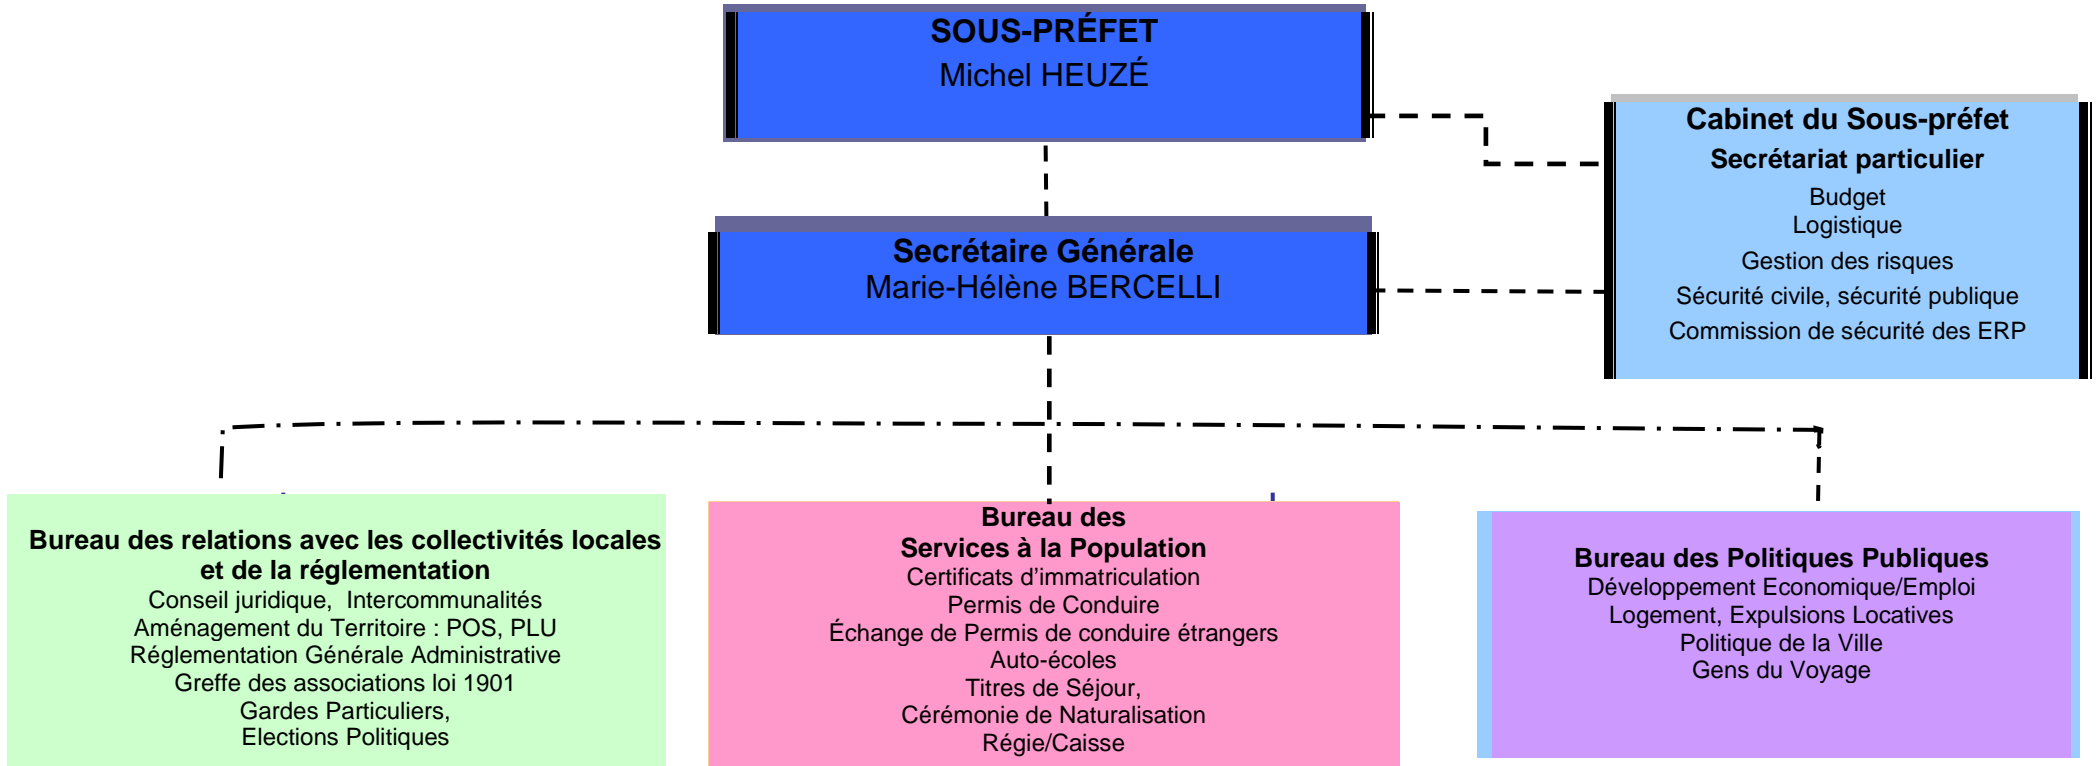 SOUS-PRÉFET
Michel HEUZÉ
Cabinet du Sous-préfet
Secrétariat particulier
Budget
Logistique
Gestion des risques
Sécurité civile, sécurité publique
Commission de sécurité des ERP
Secrétaire Générale
Marie-Hélène BERCELLI
Bureau des relations avec les collectivités locales
et de la réglementation
Conseil juridique, Intercommunalités
Aménagement du Territoire : POS, PLU
Réglementation Générale Administrative
Greffe des associations loi 1901
Gardes Particuliers,
Elections Politiques
Bureau des
Services à la Population
Certificats d’immatriculation
Permis de Conduire
Échange de Permis de conduire étrangers
Auto-écoles
Titres de Séjour,
Cérémonie de Naturalisation
Régie/Caisse
Bureau des Politiques Publiques
Développement Economique/Emploi
Logement, Expulsions Locatives
Politique de la Ville
Gens du Voyage